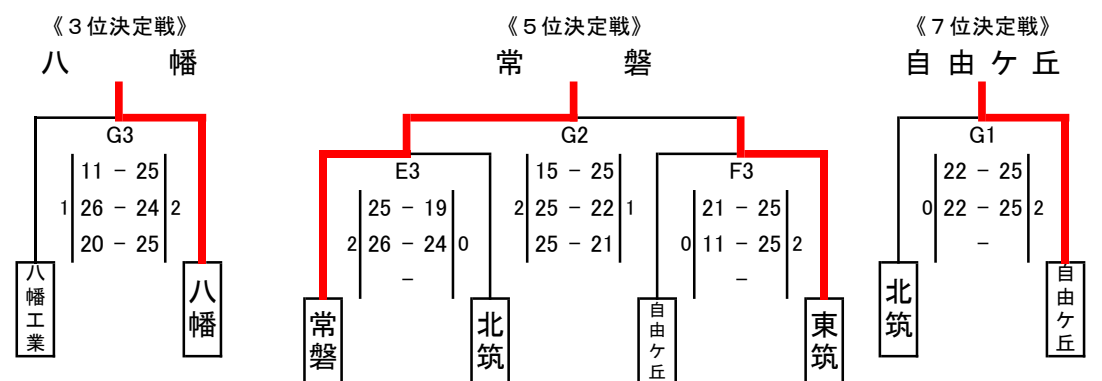 《３位決定戦》
八幡
G3
11 － 25
1 26 － 24 2
20 － 25
八幡工業
八幡
《５位決定戦》
常磐
G2
15 － 25
2 25 － 22 1
25 － 21
E3
25 － 19
2 26 － 24 0
－
F3
21 － 25
0 11 － 25 2
－
常磐
北筑
自由ケ丘
東筑
《７位決定戦》
自由ケ丘
G1
22 － 25
0 22 － 25 2
－
北筑
自由ケ丘